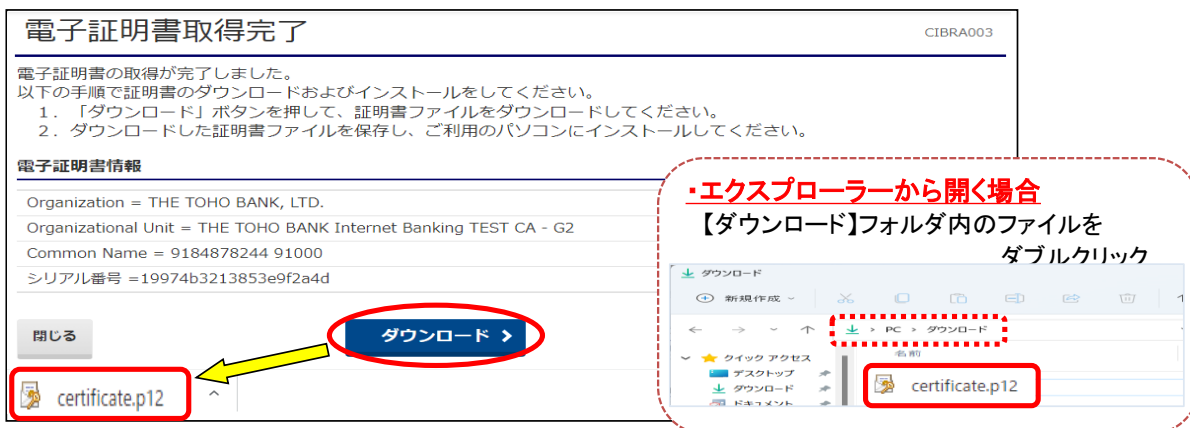 電子証明書取得完了
CIBRA003
電子証明書の取得が完了しました。
以下の手順で証明書のダウンロードおよびインストールをしてください。
1. 「ダウンロード」ボタンを押して、証明書ファイルをダウンロードしてください。
2. ダウンロードした証明書ファイルを保存し、ご利用のパソコンにインストールしてください。
電子証明書情報
Organization = THE TOHO BANK, LTD.
Organizational Unit = THE TOHO BANK Internet Banking TEST CA - G2
Common Name = 9184878244 91000
シリアル番号 =19974b3213853e9f2a4d
閉じる
ダウンロード >
certificate.p12
・エクスプローラーから開く場合
【ダウンロード】フォルダ内のファイルを
ダブルクリック
ダウンロード
新規作成
> PC > ダウンロード
名前
クイック アクセス
デスクトップ
ダウンロード
ドキュメント
certificate.p12